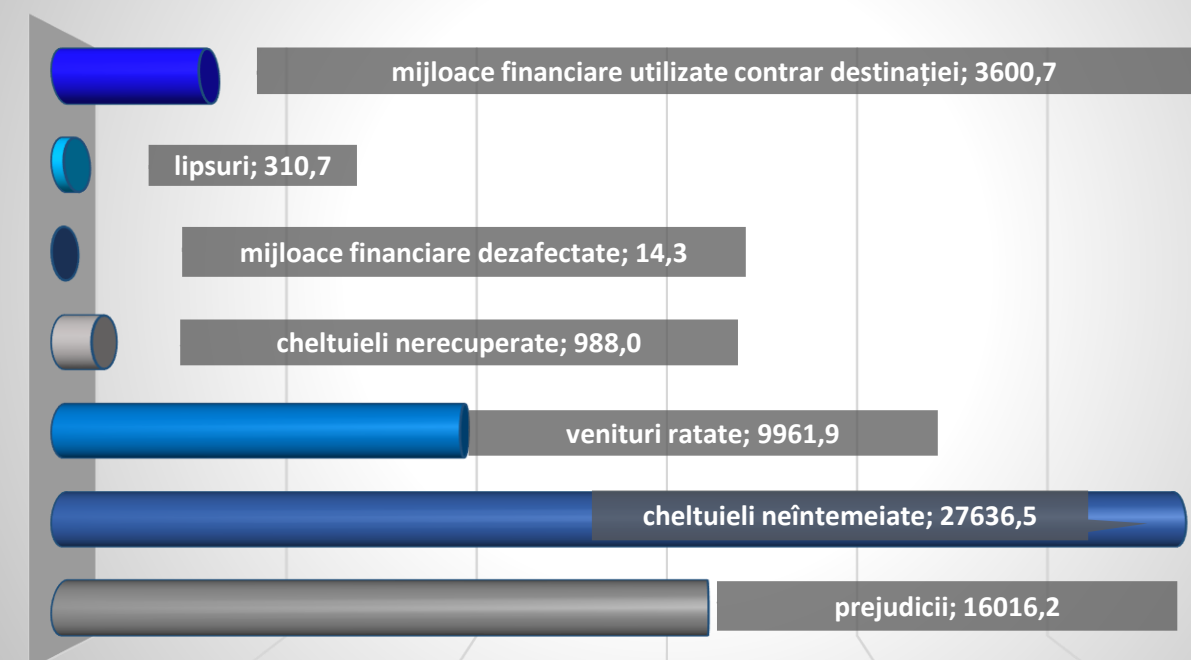 mijloace financiare utilizate contrar destinației; 3600,7
lipsuri; 310,7
mijloace financiare dezafectate; 14,3
cheltuieli nerecuperate; 988,0
venituri ratate; 9961,9
cheltuieli neîntemeiate; 27636,5
prejudicii; 16016,2